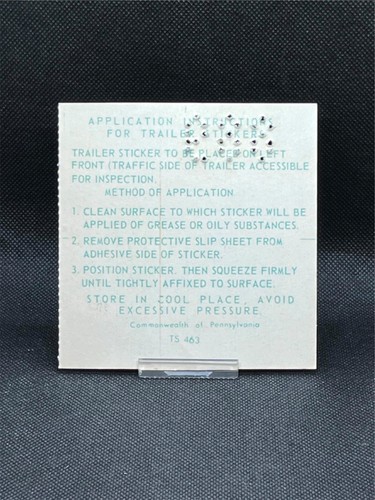 APPLICATION INSTRUCTIONS
FOR TRAILER STICKERS
TRAILER STICKER TO BE PLACE ON LEFT
FRONT (TRAFFIC SIDE OF TRAILER ACCESSIBLE
FOR INSPECTION.
METHOD OF APPLICATION
1. CLEAN SURFACE TO WHICH STICKER WILL BE
APPLIED OF GREASE OR OILY SUBSTANCES.
2. REMOVE PROTECTIVE SLIP SHEET FROM
ADHESIVE SIDE OF STICKER.
3. POSITION STICKER. THEN SQUEEZE FIRMLY
UNTIL TIGHTLY AFFIXED TO SURFACE.
STORE IN COOL PLACE, AVOID
EXCESSIVE PRESSURE.
Commonwealth of Pennsylvania
TS 463